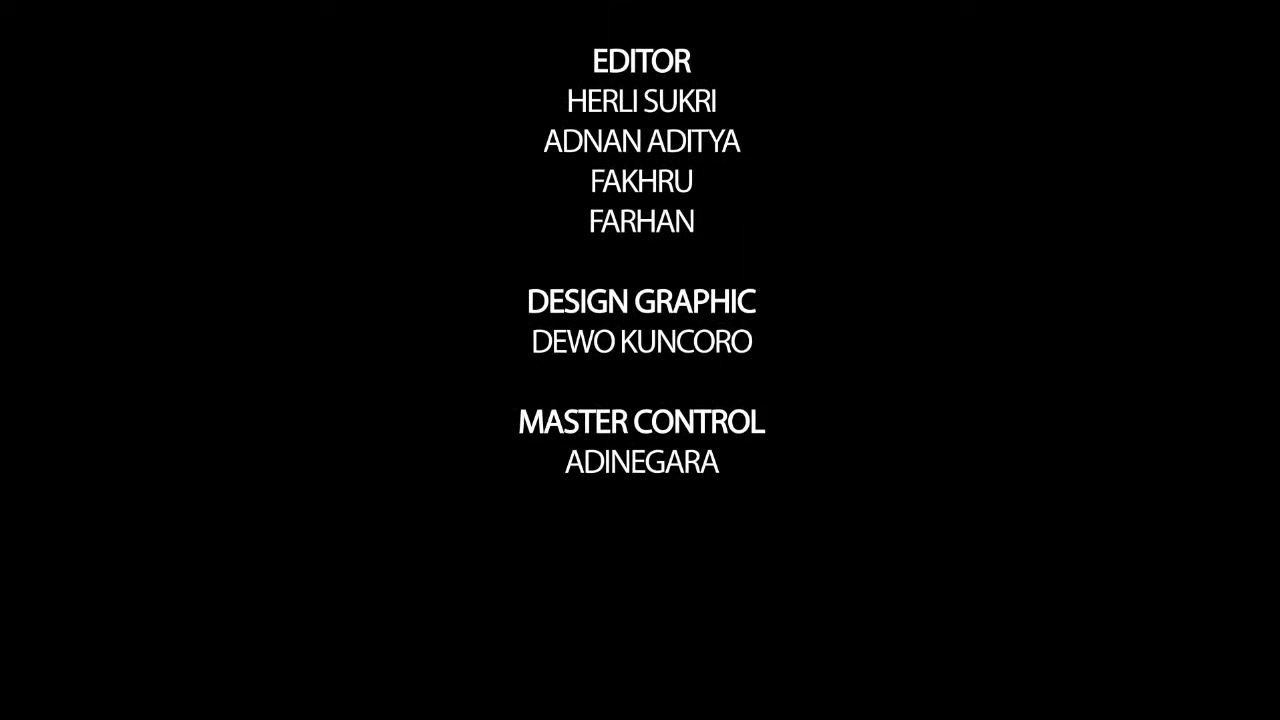 EDITOR
HERLI SUKRI
ADNAN ADITYA
FAKHRU
FARHAN
DESIGN GRAPHIC
DEWO KUNCORO
MASTER CONTROL
ADINEGARA